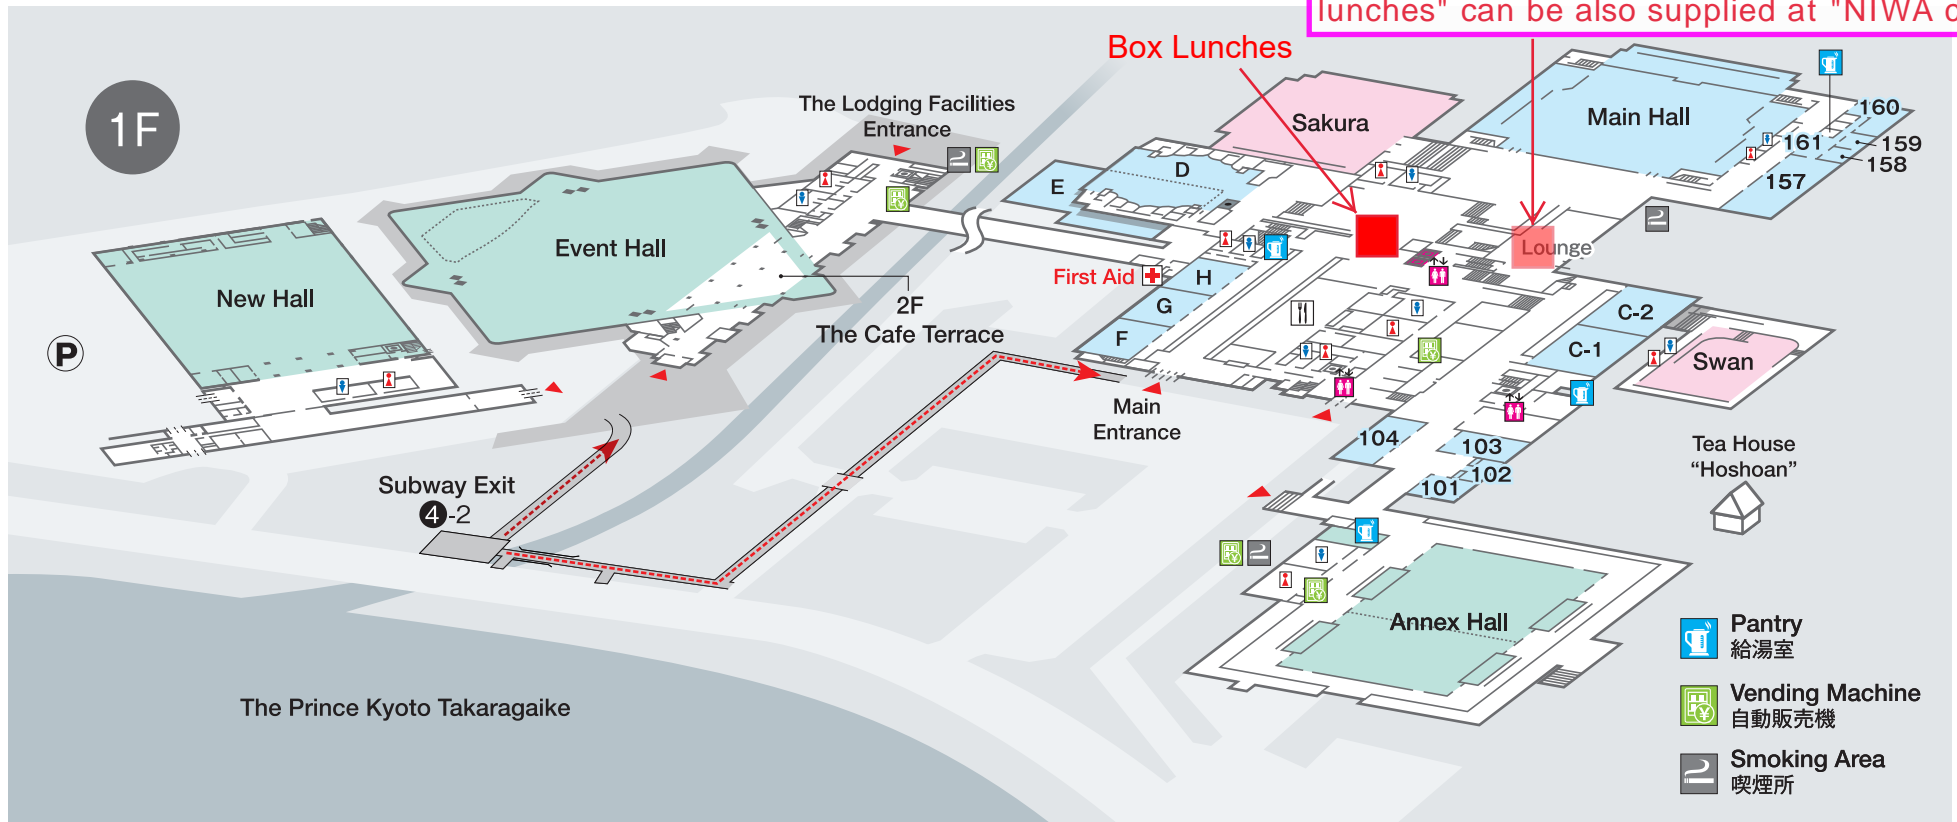 lunches" can be also supplied at "NIWA c
Box Lunches
1F
The Lodging Facilities
Entrance
Sakura
Main Hall
160
161
159
158
157
E
D
Event Hall
New Hall
Lounge
First Aid
H
G
F
2F
The Cafe Terrace
C-2
C-1
Swan
P
Main
Entrance
104
103
102
101
Tea House
“Hoshoan”
Subway Exit
4-2
Annex Hall
The Prince Kyoto Takaragaike
Pantry
給湯室
Vending Machine
自動販売機
Smoking Area
喫煙所